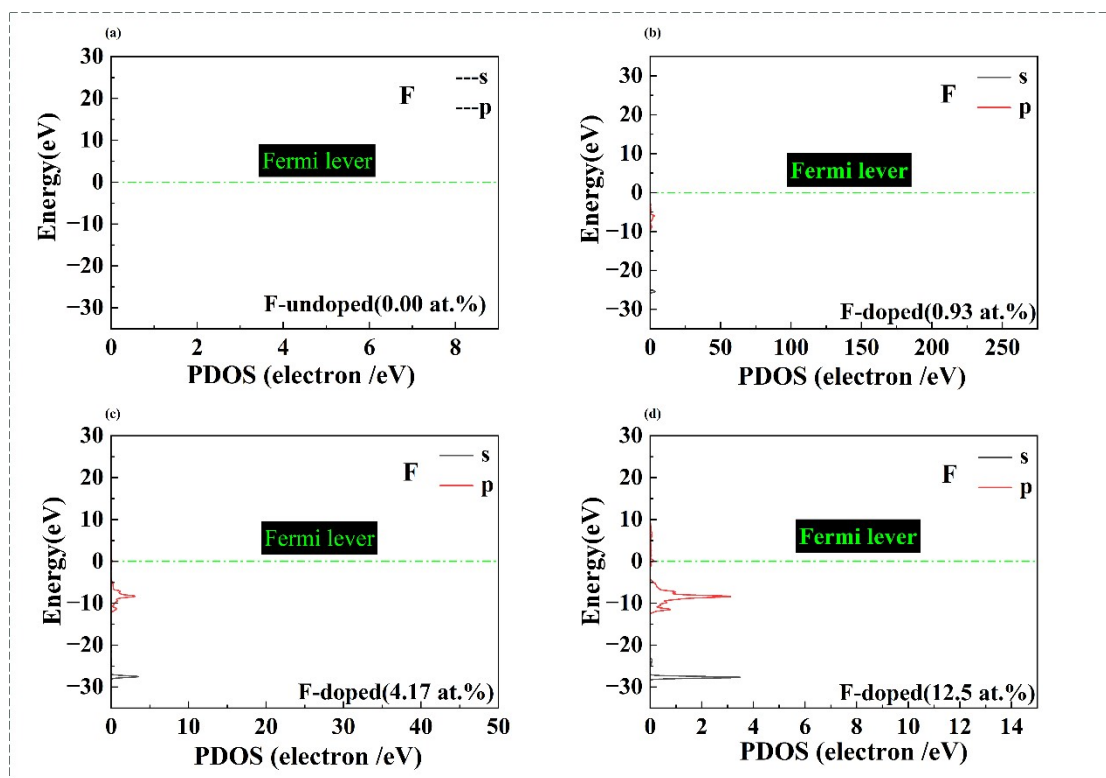 (a)
30
20
10
0
−10
−20
−30
Energy(eV)
F
---s
---p
Fermi lever
F-undoped(0.00 at.%)
0 2 4 6 8
PDOS (electron /eV)
(b)
30
20
10
0
−10
−20
−30
Energy(eV)
F
s
p
Fermi lever
F-doped(0.93 at.%)
0 50 100 150 200 250
PDOS (electron /eV)
(c)
30
20
10
0
−10
−20
−30
Energy(eV)
F
s
p
Fermi lever
F-doped(4.17 at.%)
0 10 20 30 40 50
PDOS (electron /eV)
(d)
30
20
10
0
−10
−20
−30
Energy(eV)
F
s
p
Fermi lever
F-doped(12.5 at.%)
0 2 4 6 8 10 12 14
PDOS (electron /eV)